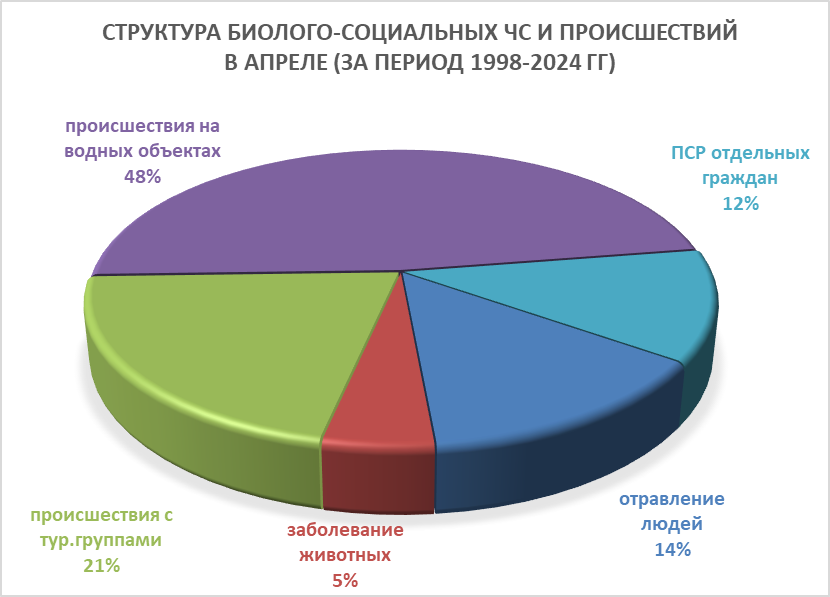 СТРУКТУРА БИОЛОГО-СОЦИАЛЬНЫХ ЧС И ПРОИСШЕСТВИЙ
В АПРЕЛЕ (ЗА ПЕРИОД 1998-2024 ГГ)
происшествия на
водных объектах
48%
ПСР отдельных
граждан
12%
отравление
людей
14%
происшествия с
тур.группами
21%
заболевание
животных
5%